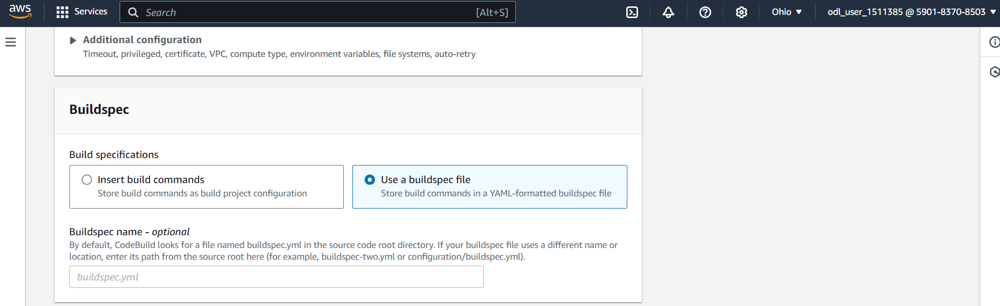 aws
Services
Search
[Alt+S]
Ohio
odl_user_1511385 @ 5901-8370-8503
Additional configuration
Timeout, privileged, certificate, VPC, compute type, environment variables, file systems, auto-retry
Buildspec
Build specifications
Insert build commands
Store build commands as build project configuration
Use a buildspec file
Store build commands in a YAML-formatted buildspec file
Buildspec name - optional
By default, CodeBuild looks for a file named buildspec.yml in the source code root directory. If your buildspec file uses a different name or
location, enter its path from the source root here (for example, buildspec-two.yml or configuration/buildspec.yml).
buildspec.yml